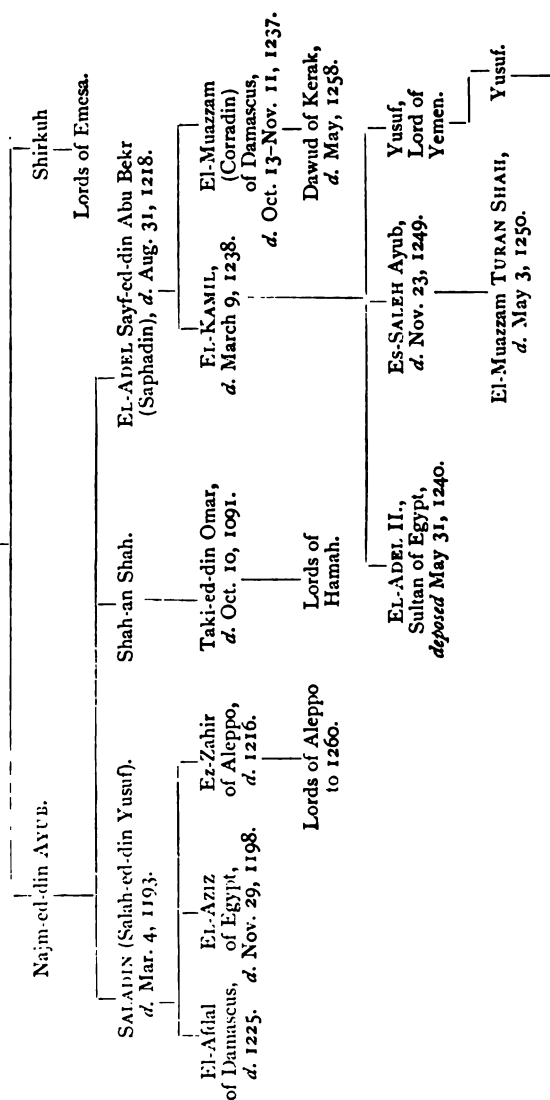 Najm-ed-din AYUB.
Shirkuh
Lords of Emesa.
SALADIN (Salah-ed-din Yusuf).
d. Mar. 4, 1193.
Shah-an Shah.
EL-ADEL Sayf-ed-din Abu Bekr
(Saphadin), d. Aug. 31, 1218.
El-Afdal
of Damascus,
d. 1225.
EL-AZIZ
of Egypt,
d. Nov. 29, 1198.
Ez-Zahir
of Aleppo,
d. 1216.
Taki-ed-din Omar,
d. Oct. 10, 1091.
EL-KAMIL,
d. March 9, 1238.
El-Muazzam
(Corradin)
of Damascus,
d. Oct. 13–Nov. 11, 1237.
Lords of Aleppo
to 1260.
Lords of
Hamah.
Dawud of Kerak,
d. May, 1258.
EL-ADEL II.,
Sultan of Egypt,
deposed May 31, 1240.
Es-SALEH Ayub,
d. Nov. 23, 1249.
Yusuf,
Lord of
Yemen.
El-Muazzam TURAN SHAH,
d. May 3, 1250.
Yusuf.